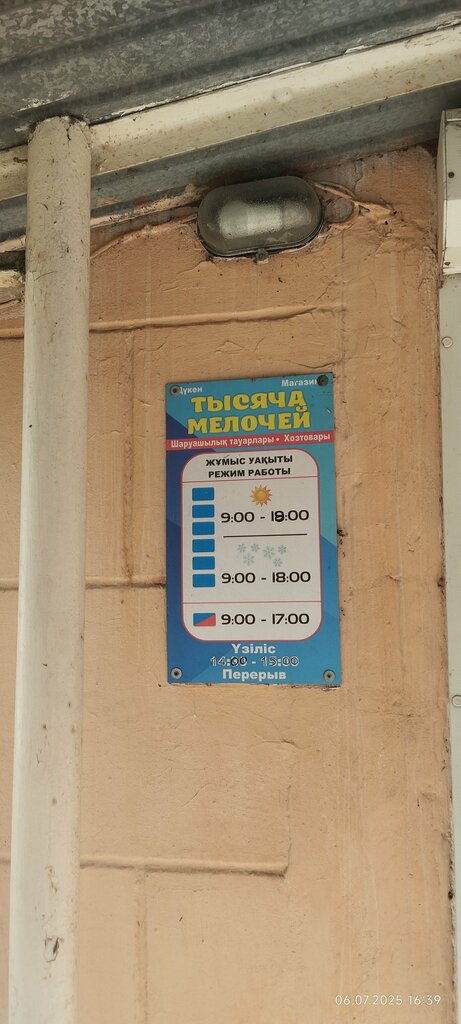 Дүкен Магазин
ТЫСЯЧА
МЕЛОЧЕЙ
Шаруашылық тауарлары • Хозтовары
ЖҰМЫС УАҚЫТЫ
РЕЖИМ РАБОТЫ
9:00 - 18:00
9:00 - 18:00
9:00 - 17:00
Үзіліс
14:00 - 15:00
Перерыв
06.07.2025 16:39